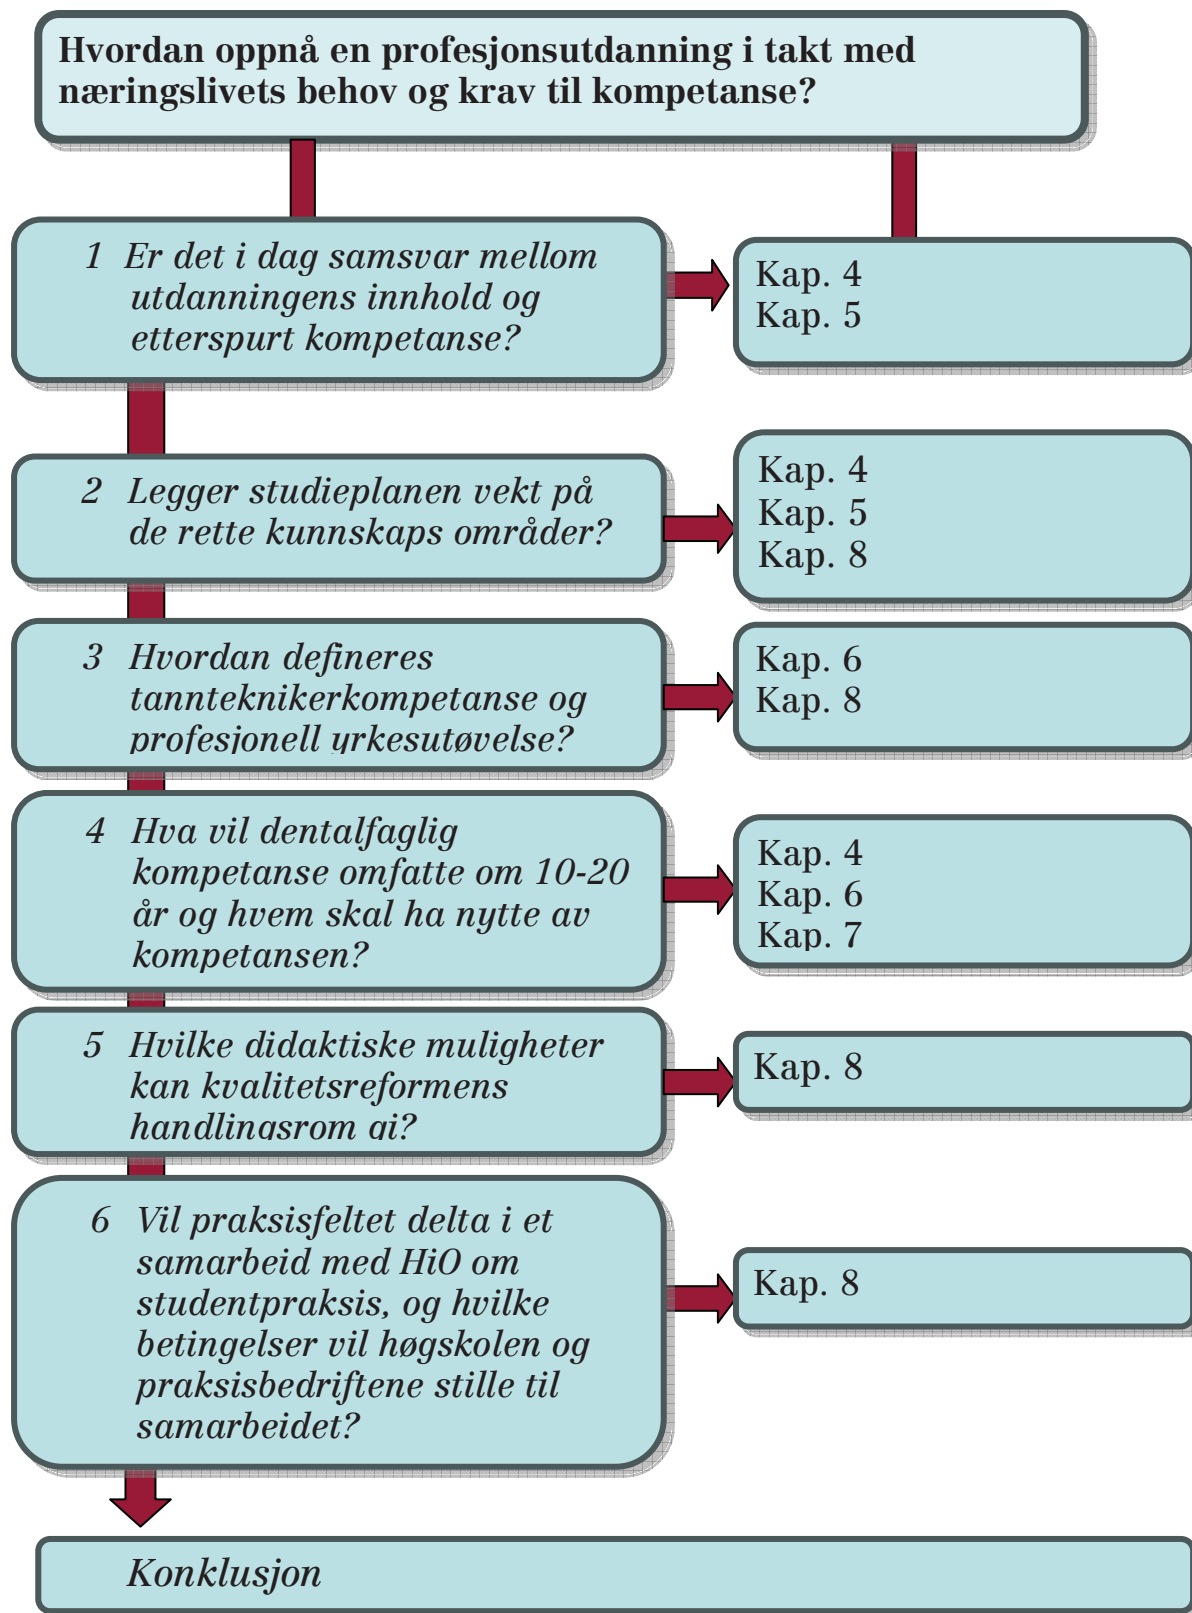 Hvordan oppnå en profesjonsutdanning i takt med
næringslivets behov og krav til kompetanse?
1 Er det i dag samsvar mellom
utdanningens innhold og
etterspurt kompetanse?
Kap. 4
Kap. 5
2 Legger studieplanen vekt på
de rette kunnskaps områder?
Kap. 4
Kap. 5
Kap. 8
3 Hvordan defineres
tannteknikerkompetanse og
profesjonell yrkesutøvelse?
Kap. 6
Kap. 8
4 Hva vil dentalfaglig
kompetanse omfatte om 10-20
år og hvem skal ha nytte av
kompetansen?
Kap. 4
Kap. 6
Kap. 7
5 Hvilke didaktiske muligheter
kan kvalitetsreformens
handlingsrom gi?
Kap. 8
6 Vil praksisfeltet delta i et
samarbeid med HiO om
studentpraksis, og hvilke
betingelser vil høgskolen og
praksisbedriftene stille til
samarbeidet?
Kap. 8
Konklusjon